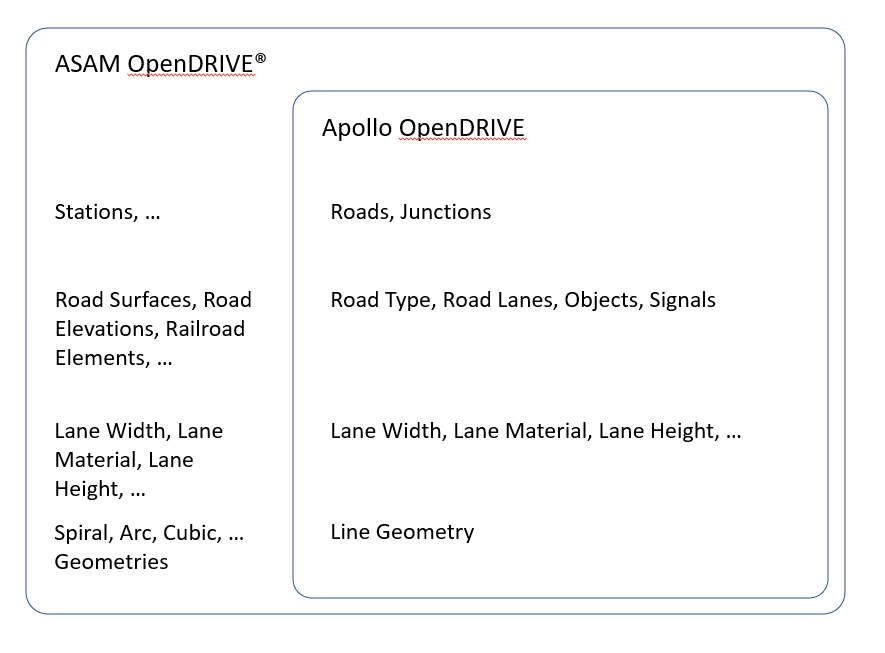 ASAM OpenDRIVE®
Apollo OpenDRIVE
Stations, …
Roads, Junctions
Road Surfaces, Road
Elevations, Railroad
Elements, …
Road Type, Road Lanes, Objects, Signals
Lane Width, Lane
Material, Lane
Height, …
Lane Width, Lane Material, Lane Height, …
Spiral, Arc, Cubic, …
Geometries
Line Geometry